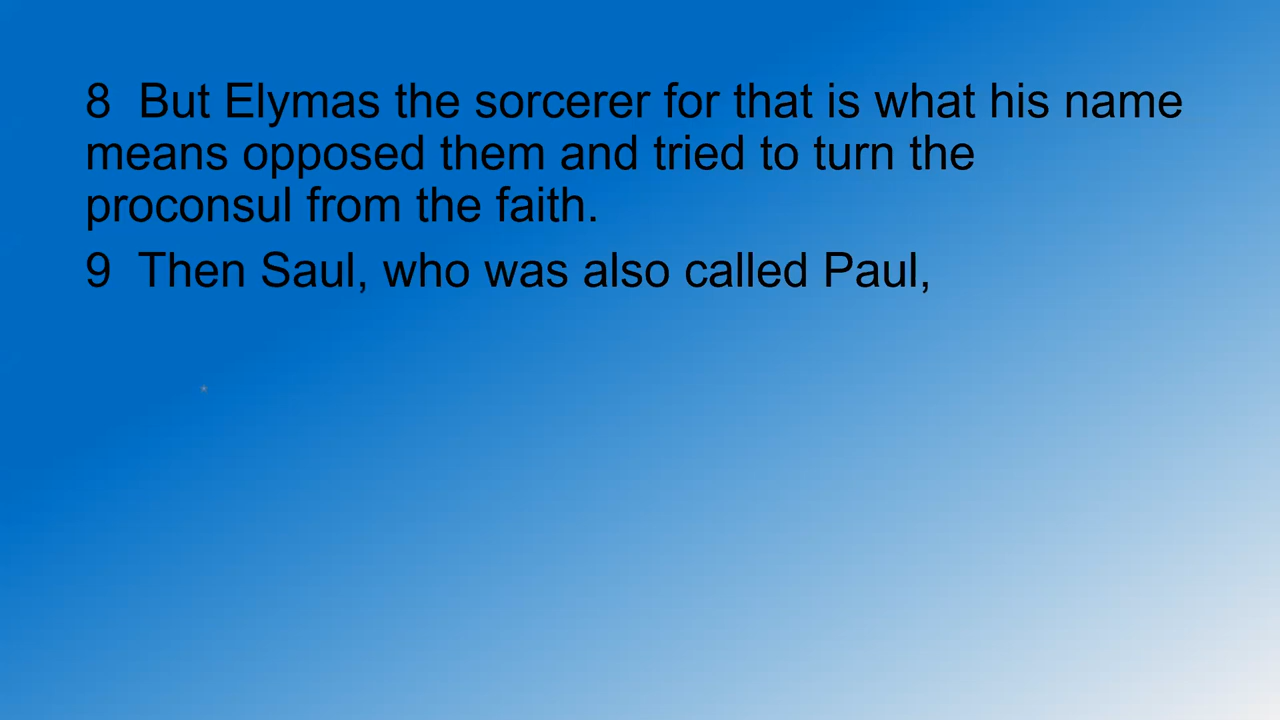 8 But Elymas the sorcerer for that is what his name
means opposed them and tried to turn the
proconsul from the faith.
9 Then Saul, who was also called Paul,